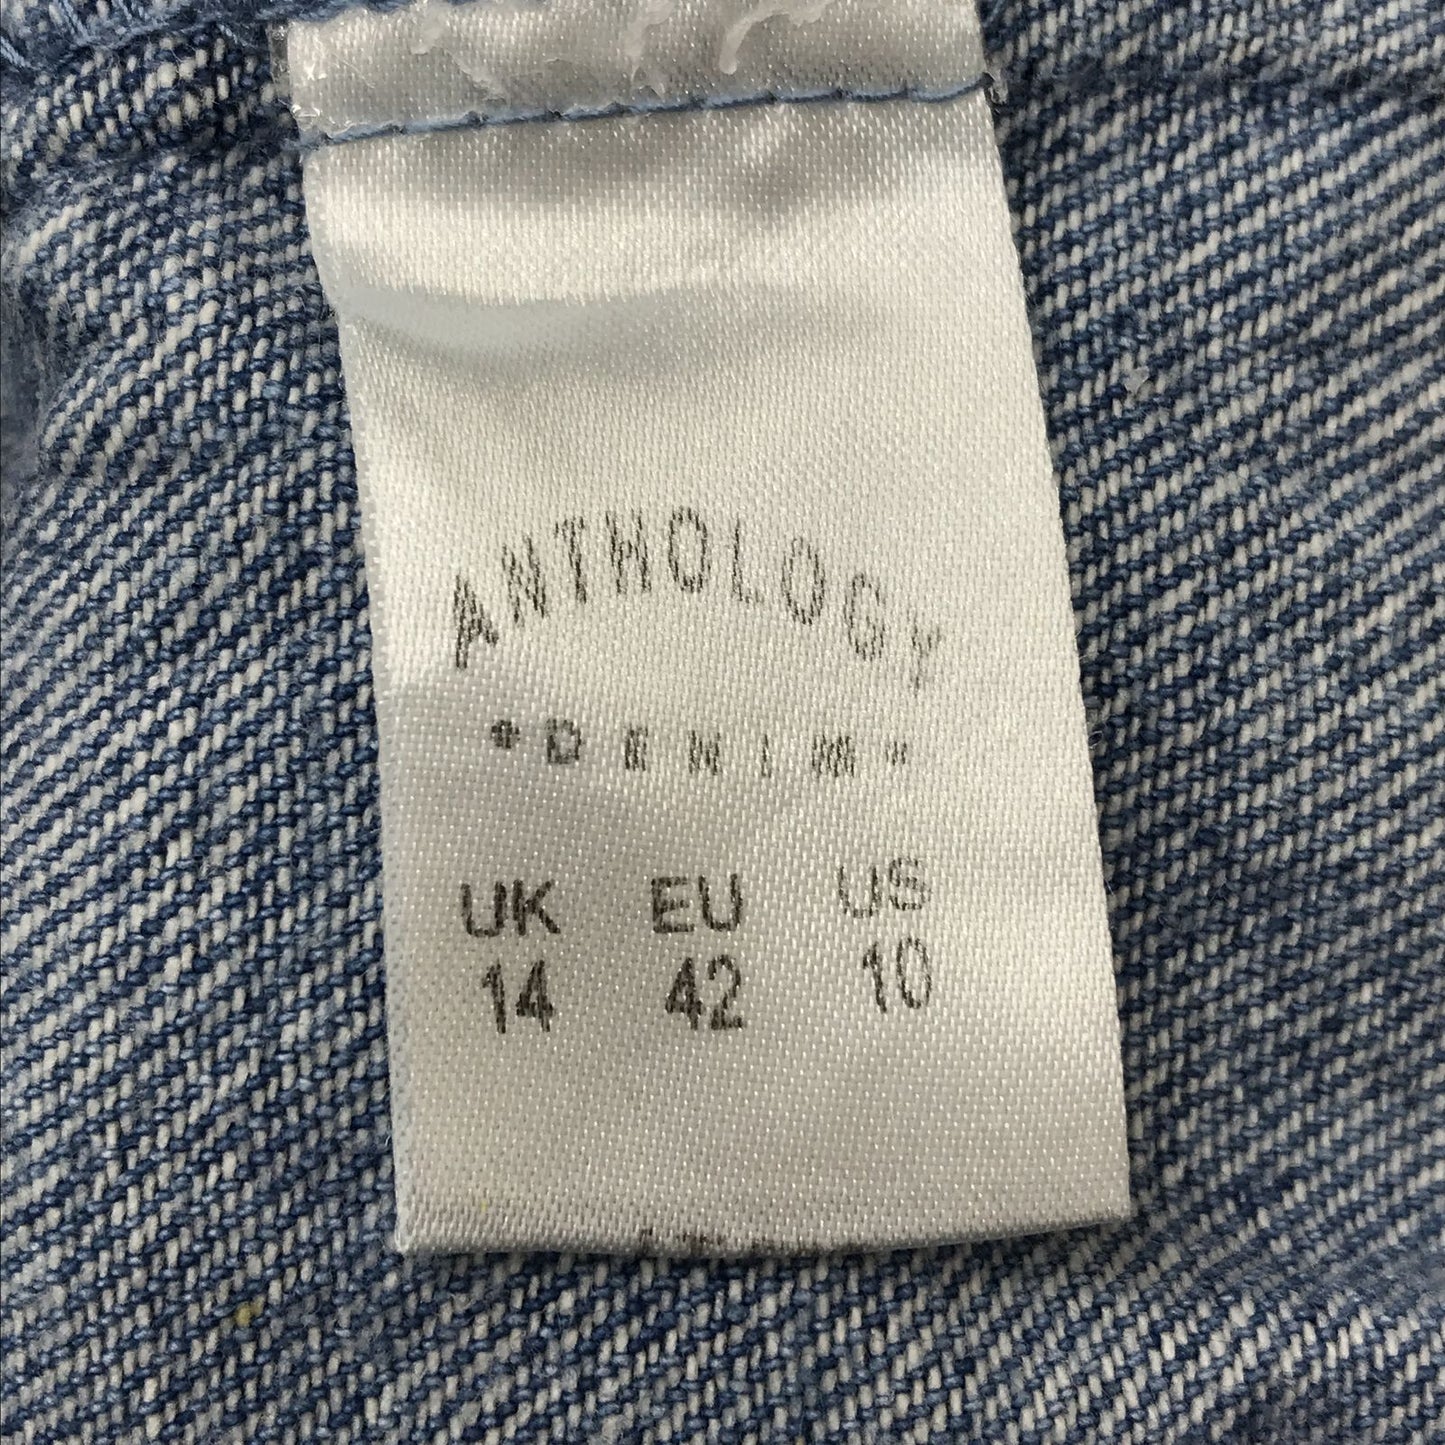 ANTHOLOGY
• DENIM •
UK EU US
14 42 10